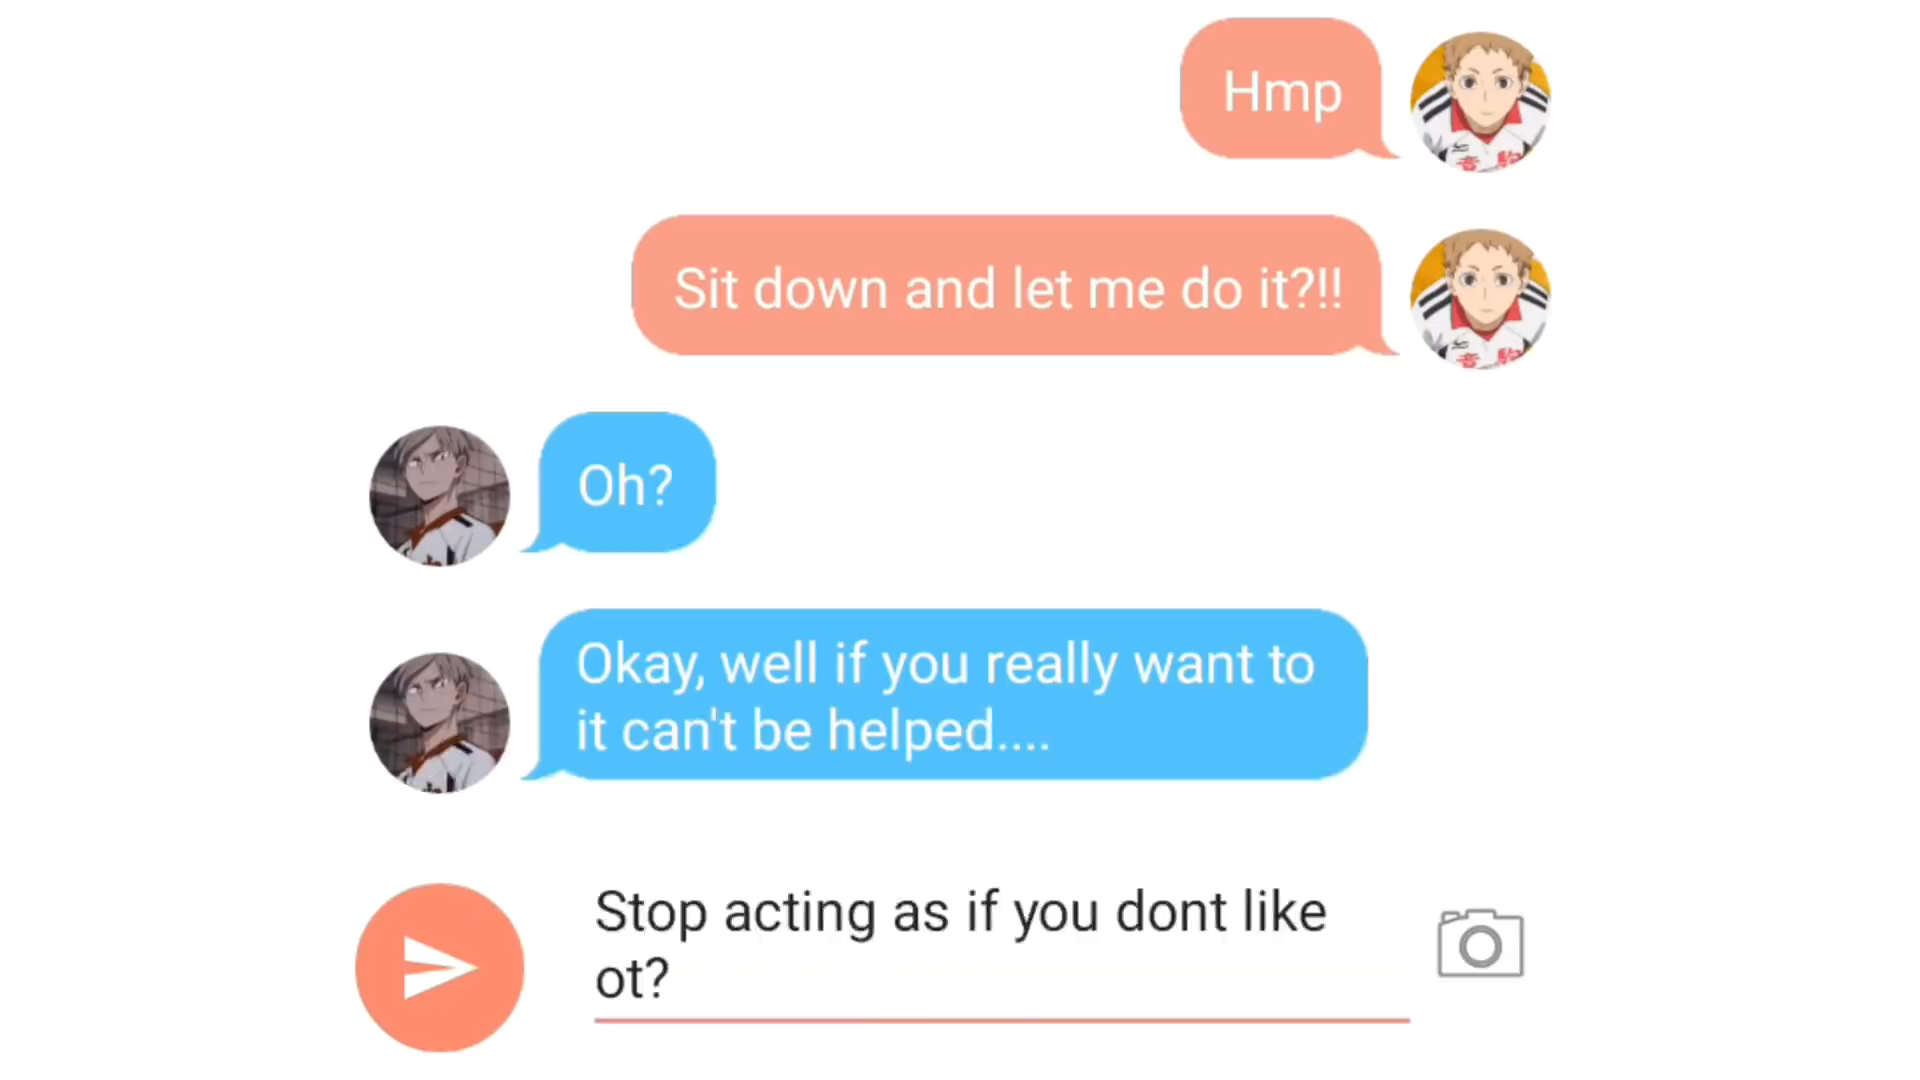 Hmp
Sit down and let me do it?!!
Oh?
Okay, well if you really want to
it can't be helped....
Stop acting as if you dont like
ot?